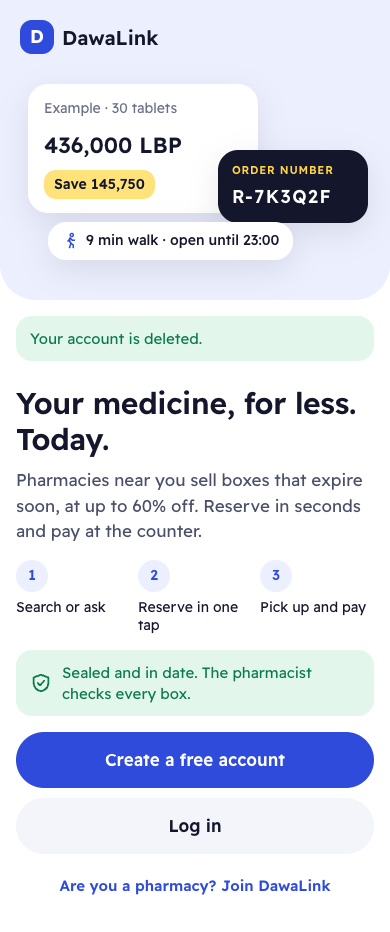 D DawaLink
Example · 30 tablets
436,000 LBP
Save 145,750
ORDER NUMBER
R-7K3Q2F
9 min walk · open until 23:00
Your account is deleted.
Your medicine, for less.
Today.
Pharmacies near you sell boxes that expire
soon, at up to 60% off. Reserve in seconds
and pay at the counter.
1
Search or ask
2
Reserve in one
tap
3
Pick up and pay
Sealed and in date. The pharmacist
checks every box.
Create a free account
Log in
Are you a pharmacy? Join DawaLink